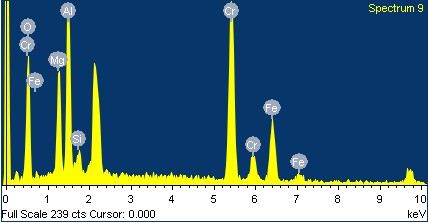 Spectrum 9
O
Cr
Fe
Mg
Al
Si
Cr
Cr
Fe
Fe
0 1 2 3 4 5 6 7 8 9 10
Full Scale 239 cts Cursor: 0.000 keV